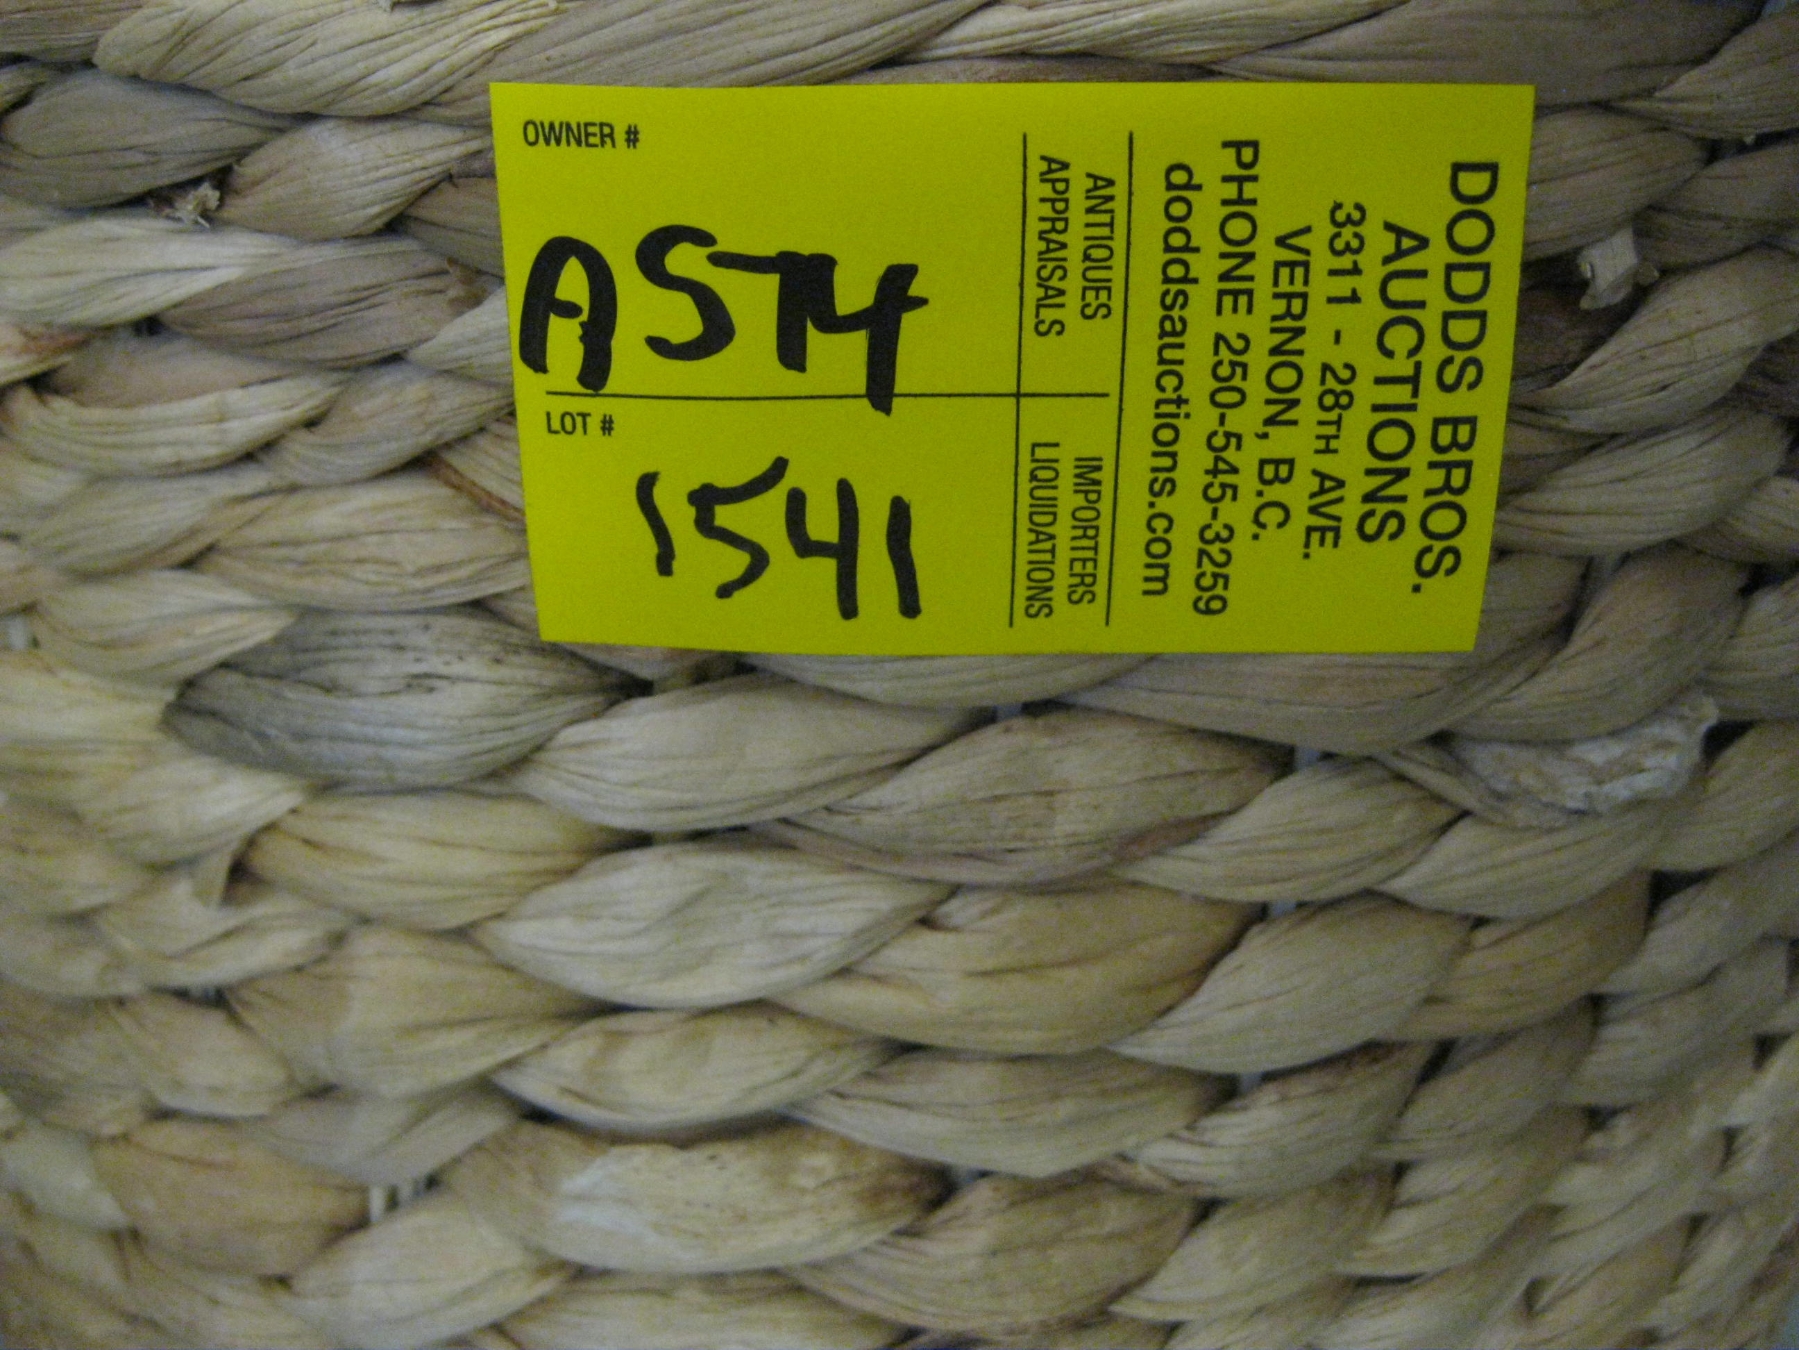 DODDS BROS.
AUCTIONS
3311 - 28TH AVE.
VERNON, B.C.
PHONE 250-545-3259
doddsauctions.com
ANTIQUES
APPRAISALS
IMPORTERS
LIQUIDATIONS
OWNER #
LOT #
1541